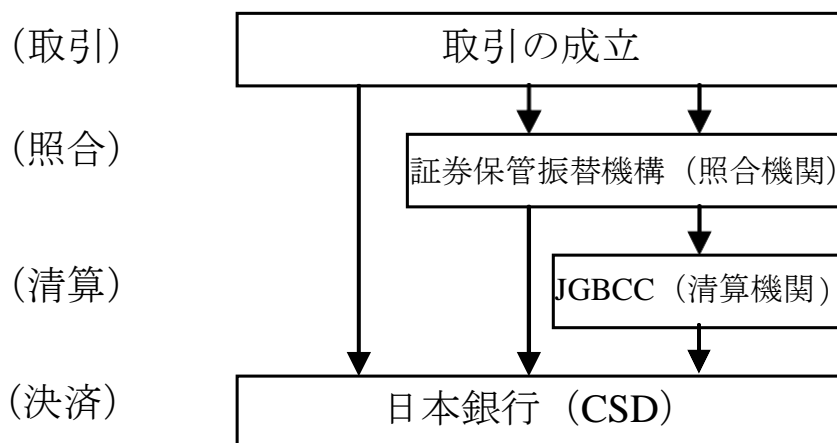 (取引) 取引の成立
(照合) 証券保管振替機構（照合機関）
(清算) JGBCC（清算機関）
(決済) 日本銀行（CSD）